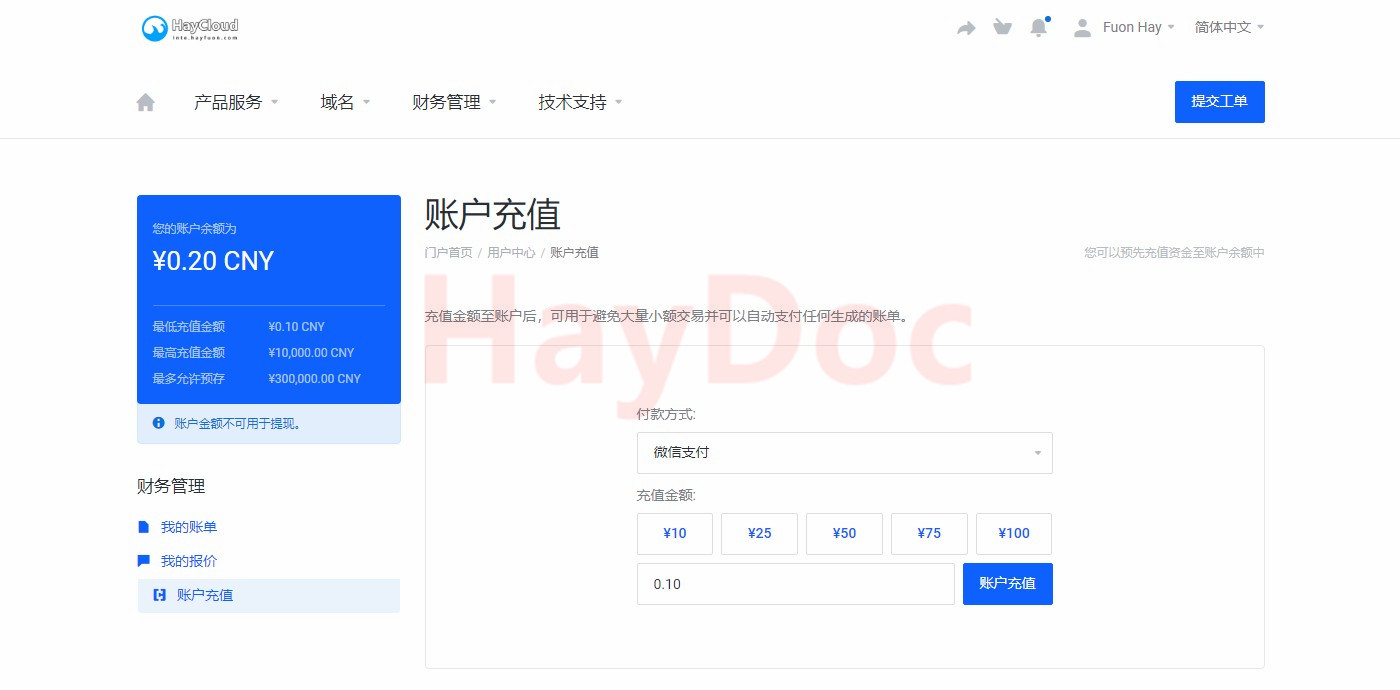 HayCloud
inte.hayfuon.com
Fuon Hay
简体中文
产品服务
域名
财务管理
技术支持
提交工单
您的账户余额为
¥0.20 CNY
最低充值金额 ¥0.10 CNY
最高充值金额 ¥10,000.00 CNY
最多允许预存 ¥300,000.00 CNY
账户金额不可用于提现。
财务管理
我的账单
我的报价
账户充值
账户充值
门户首页 / 用户中心 / 账户充值
您可以预先充值资金至账户余额中
HayDoc
充值金额至账户后，可用于避免大量小额交易并可以自动支付任何生成的账单。
付款方式:
微信支付
充值金额:
¥10 ¥25 ¥50 ¥75 ¥100
0.10
账户充值